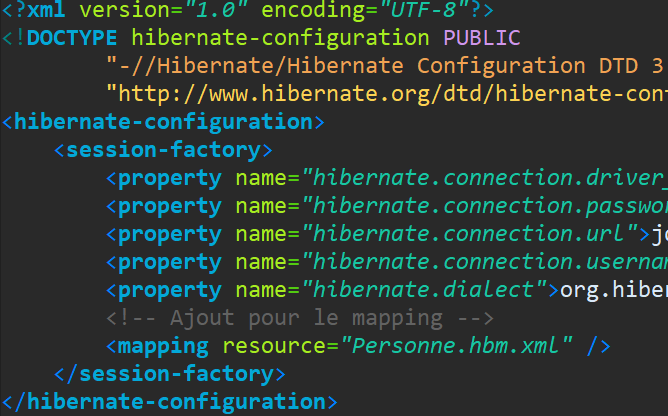 <?xml version="1.0" encoding="UTF-8"?>
<!DOCTYPE hibernate-configuration PUBLIC
"-//Hibernate/Hibernate Configuration DTD 3
"http://www.hibernate.org/dtd/hibernate-con
<hibernate-configuration>
<session-factory>
<property name="hibernate.connection.driver_
<property name="hibernate.connection.passwor
<property name="hibernate.connection.url">jd
<property name="hibernate.connection.usernam
<property name="hibernate.dialect">org.hiber
<!-- Ajout pour le mapping -->
<mapping resource="Personne.hbm.xml" />
</session-factory>
</hibernate-configuration>